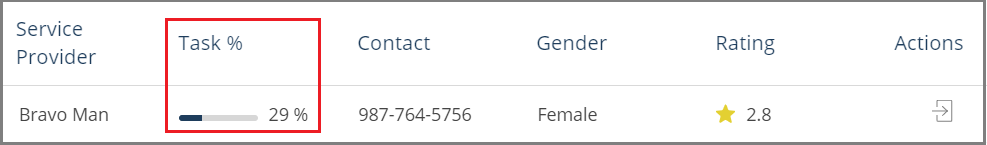 Service Provider Task % Contact Gender Rating Actions
Bravo Man 29 % 987-764-5756 Female 2.8